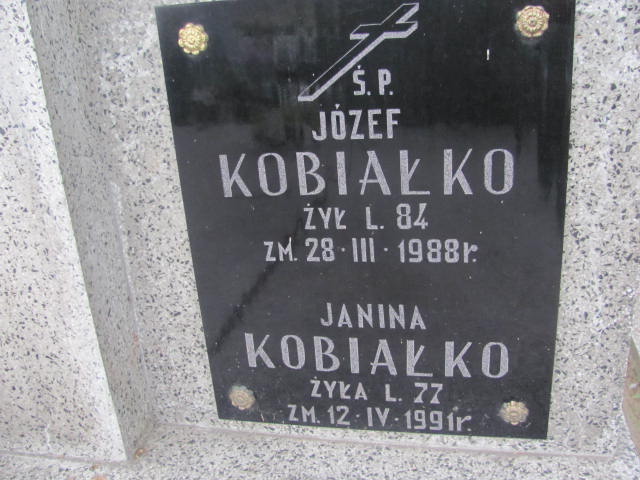 Ś. P.
JÓZEF
KOBIAŁKO
ŻYŁ L. 84
ZM. 28·III·1988r.
JANINA
KOBIAŁKO
ŻYŁA L. 77
ZM. 12·IV·1991r.